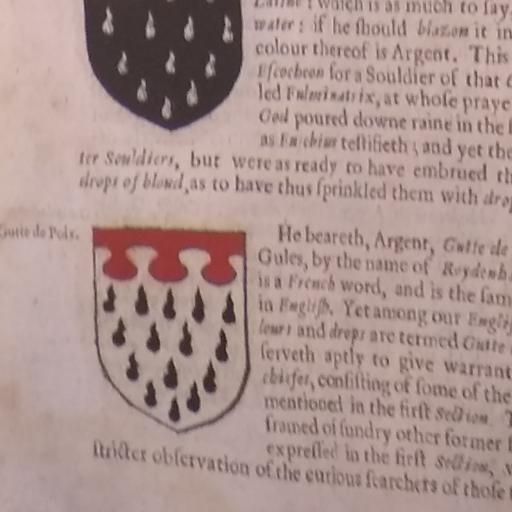 Latine: which is as much to say
water: if he ſhould blazon it in
colour thereof is Argent. This
Eſcocheon for a Souldier of that
led Fulminatrix, at whoſe praye
God poured downe raine in the
as Euſebius teſtifieth; and yet the
ter Souldiers, but were as ready to have embrued th
drops of bloud, as to have thus ſprinkled them with drop
Gutte de Poix.
He beareth, Argent, Gutte de
Gules, by the name of Roydenh
is a French word, and is the ſam
in Engliſh. Yet among our Engliſ
lours and drops are termed Gutte
ſerveth aptly to give warrant
chiefes, conſiſting of ſome of the
mentioned in the firſt Section. T
framed of ſundry other former
expreſſed in the firſt Section,
ſtricter obſervation of the curious ſearchers of thoſe